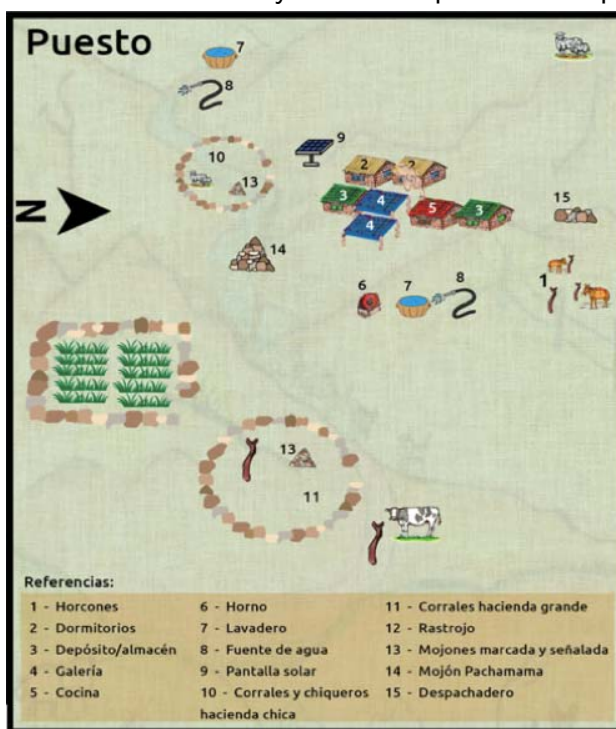 Puesto
7
8
9
10
2
2
13
3
4
5
3
15
4
N
14
1
6
7
8
13
11
Referencias:
1 - Horcones
2 - Dormitorios
3 - Depósito/almacén
4 - Galería
5 - Cocina
6 - Horno
7 - Lavadero
8 - Fuente de agua
9 - Pantalla solar
10 - Corrales y chiqueros
hacienda chica
11 - Corrales hacienda grande
12 - Rastrojo
13 - Mojones marcada y señalada
14 - Mojón Pachamama
15 - Despachadero